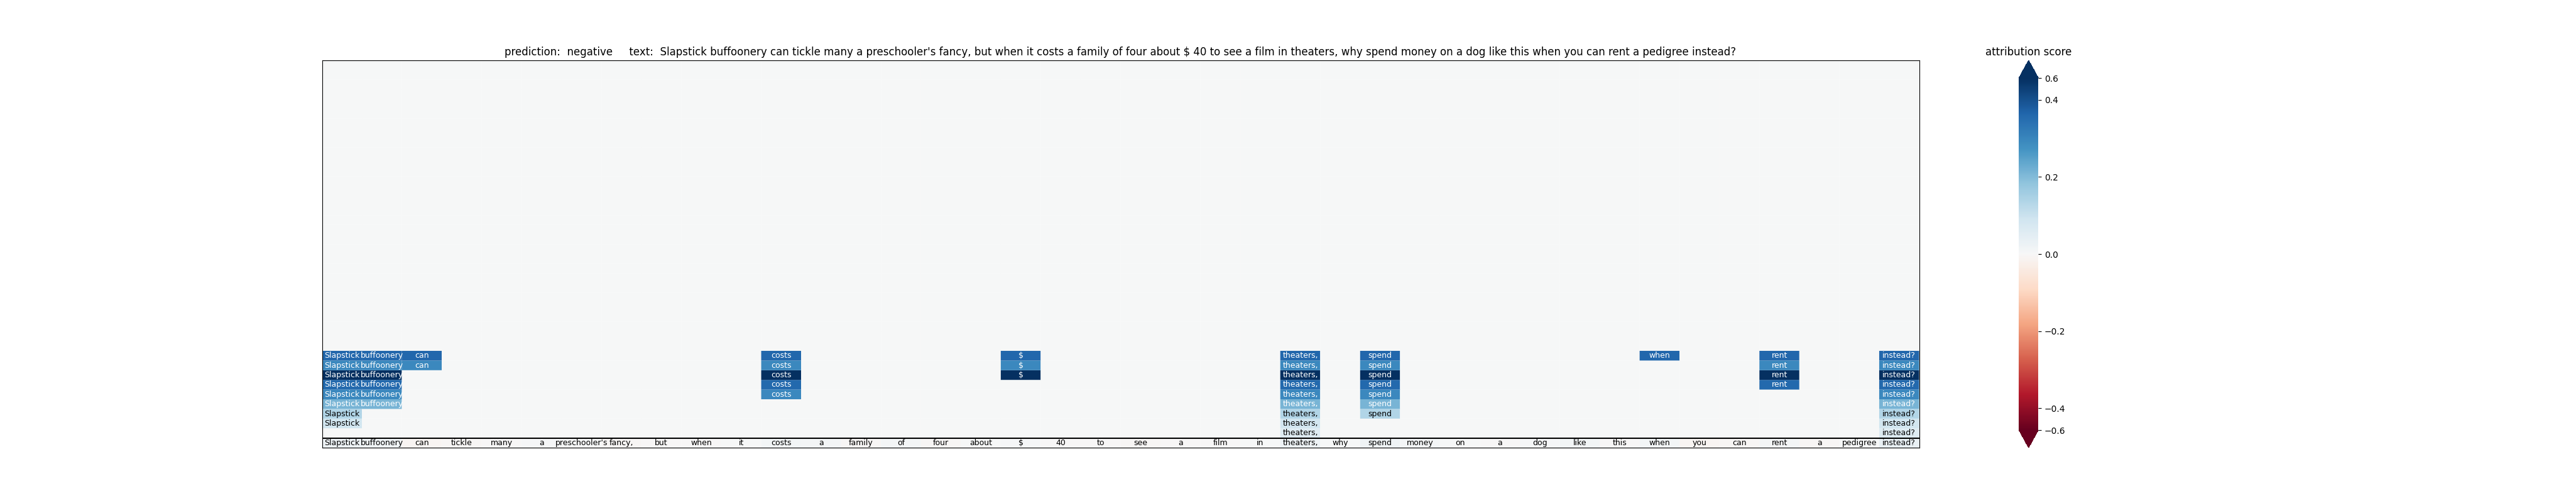 prediction:  negative     text:  Slapstick buffoonery can tickle many a preschooler's fancy, but when it costs a family of four about $ 40 to see a film in theaters, why spend money on a dog like this when you can rent a pedigree instead?
attribution score
0.6
0.4
0.2
0.0
−0.2
−0.4
−0.6
Slapstick buffoonery can costs $ theaters, spend when rent instead?
Slapstick buffoonery can costs $ theaters, spend rent instead?
Slapstick buffoonery costs $ theaters, spend rent instead?
Slapstick buffoonery costs theaters, spend rent instead?
Slapstick buffoonery costs theaters, spend instead?
Slapstick buffoonery theaters, spend instead?
Slapstick theaters, spend instead?
Slapstick theaters, instead?
theaters, instead?
Slapstick buffoonery can tickle many a preschooler's fancy, but when it costs a family of four about $ 40 to see a film in theaters, why spend money on a dog like this when you can rent a pedigree instead?